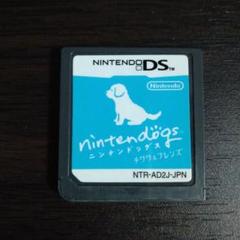 NINTENDO DS™
Nintendo
nintendogs
ニンテンドッグス
チワワ&フレンズ
NTR-AD2J-JPN